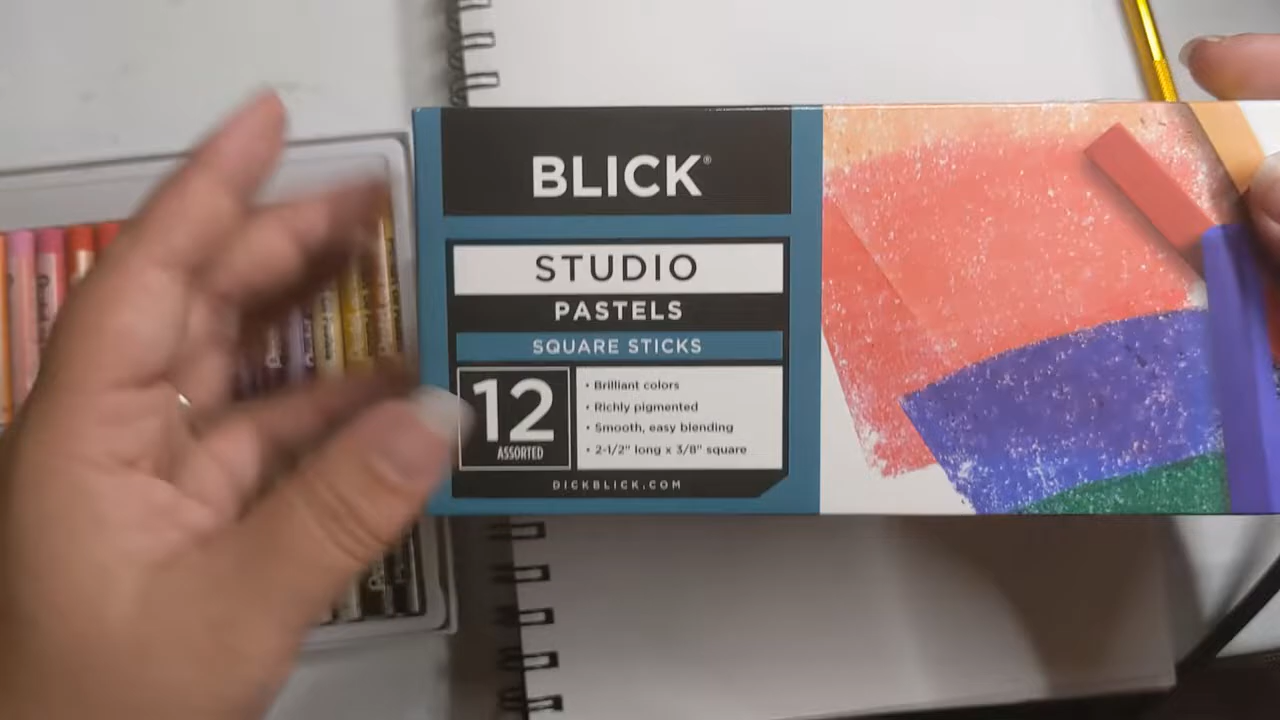 BLICK®
STUDIO
PASTELS
SQUARE STICKS
12
ASSORTED
• Brilliant colors
• Richly pigmented
• Smooth, easy blending
• 2-1/2" long x 3/8" square
DICKBLICK.COM